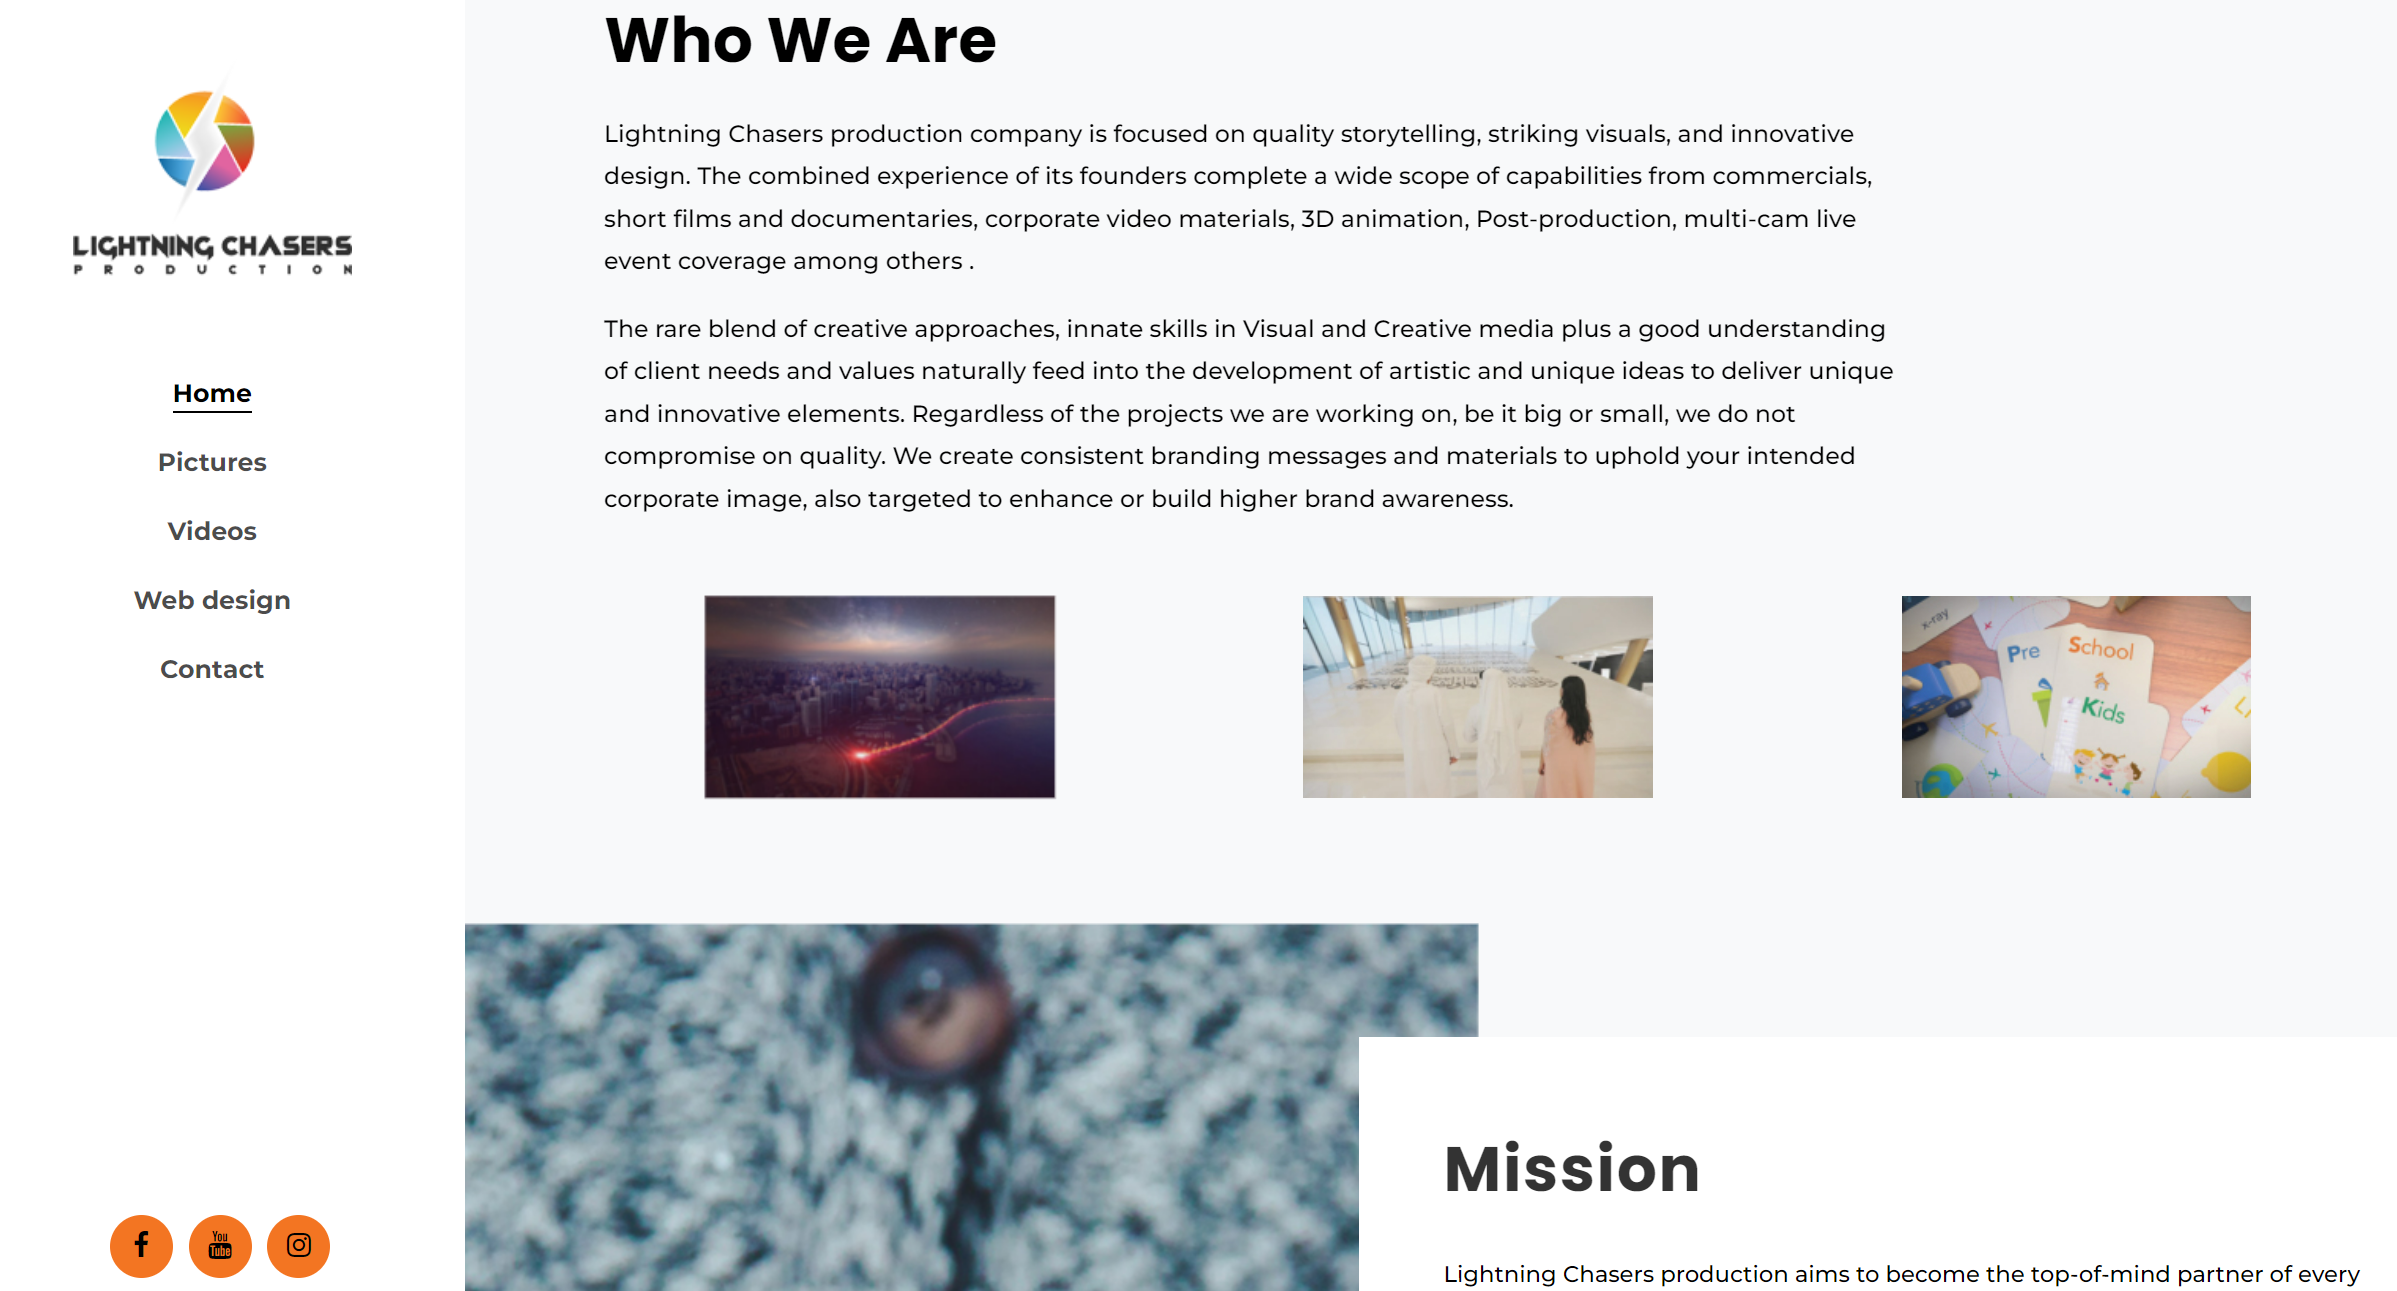 LIGHTNING CHASERS
PRODUCTION
Home
Pictures
Videos
Web design
Contact
Who We Are
Lightning Chasers production company is focused on quality storytelling, striking visuals, and innovative
design. The combined experience of its founders complete a wide scope of capabilities from commercials,
short films and documentaries, corporate video materials, 3D animation, Post-production, multi-cam live
event coverage among others .
The rare blend of creative approaches, innate skills in Visual and Creative media plus a good understanding
of client needs and values naturally feed into the development of artistic and unique ideas to deliver unique
and innovative elements. Regardless of the projects we are working on, be it big or small, we do not
compromise on quality. We create consistent branding messages and materials to uphold your intended
corporate image, also targeted to enhance or build higher brand awareness.
x-ray
Pre School
Kids
Mission
Lightning Chasers production aims to become the top-of-mind partner of every
You
Tube